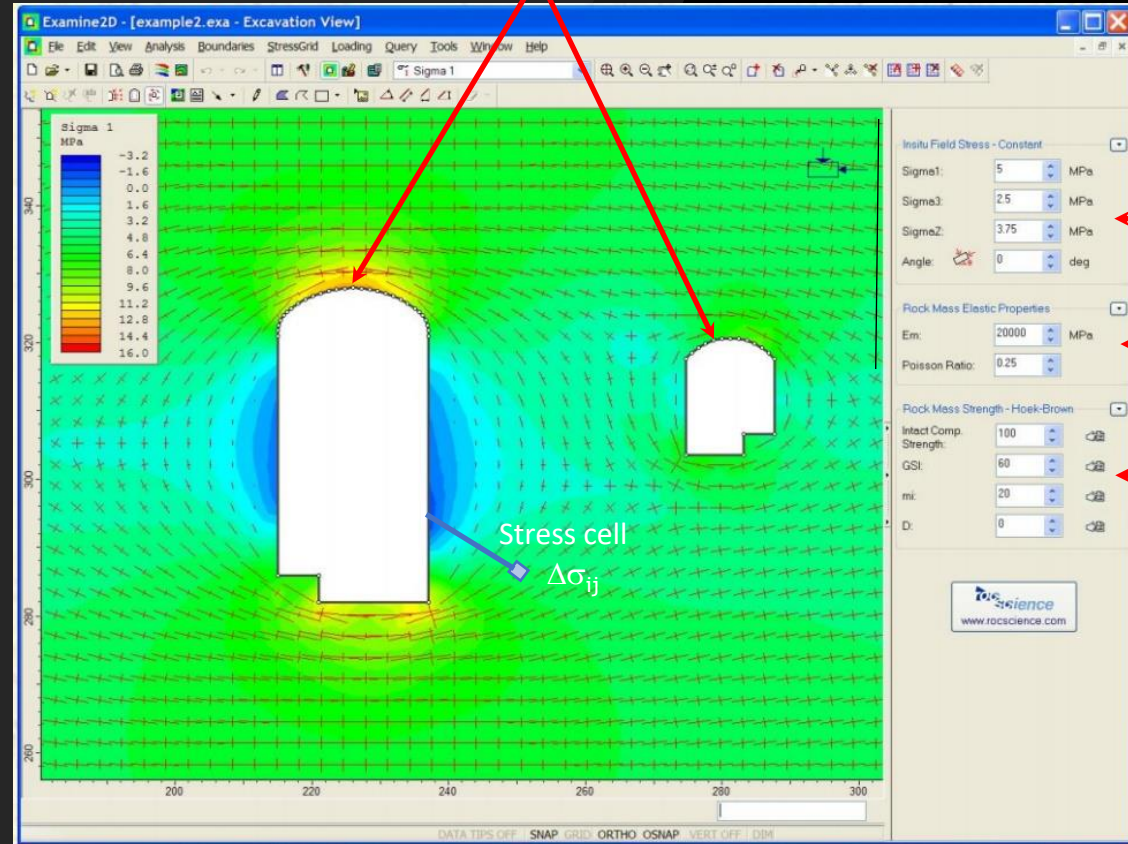 Examine2D - [example2.exa - Excavation View]
File Edit View Analysis Boundaries StressGrid Loading Query Tools Window Help
Sigma 1
Sigma 1
MPa
-3.2
-1.6
0.0
1.6
3.2
4.8
6.4
8.0
9.6
11.2
12.8
14.4
16.0
340
320
300
280
260
200 220 240 260 280 300
Stress cell
Δσij
Insitu Field Stress - Constant
Sigma1: 5 MPa
Sigma3: 2.5 MPa
SigmaZ: 3.75 MPa
Angle: 0 deg
Rock Mass Elastic Properties
Em: 20000 MPa
Poisson Ratio: 0.25
Rock Mass Strength - Hoek-Brown
Intact Comp. Strength: 100
GSI: 60
mi: 20
D: 0
rocscience
www.rocscience.com
DATA TIPS OFF SNAP GRID ORTHO OSNAP VERT OFF DIM